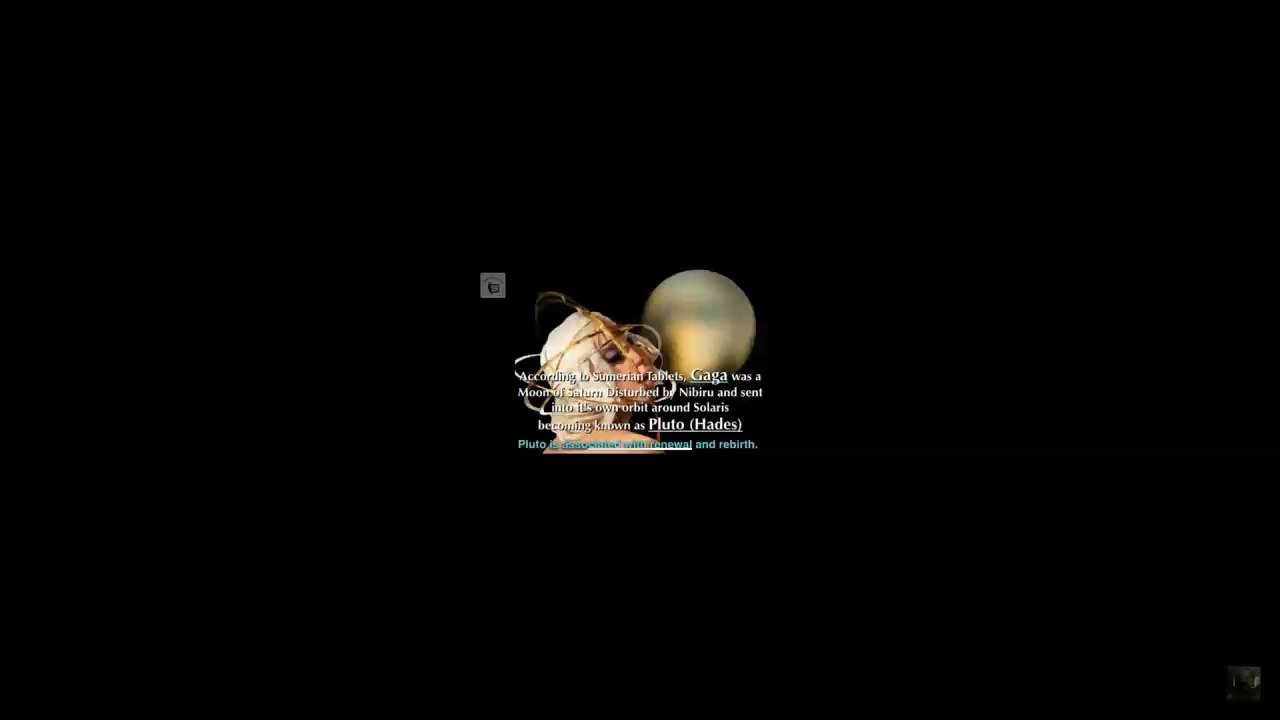 According to Sumerian Tablets, Gaga was a
Moon of Saturn Disturbed by Nibiru and sent
into it's own orbit around Solaris
becoming known as Pluto (Hades)
Pluto is associated with renewal and rebirth.